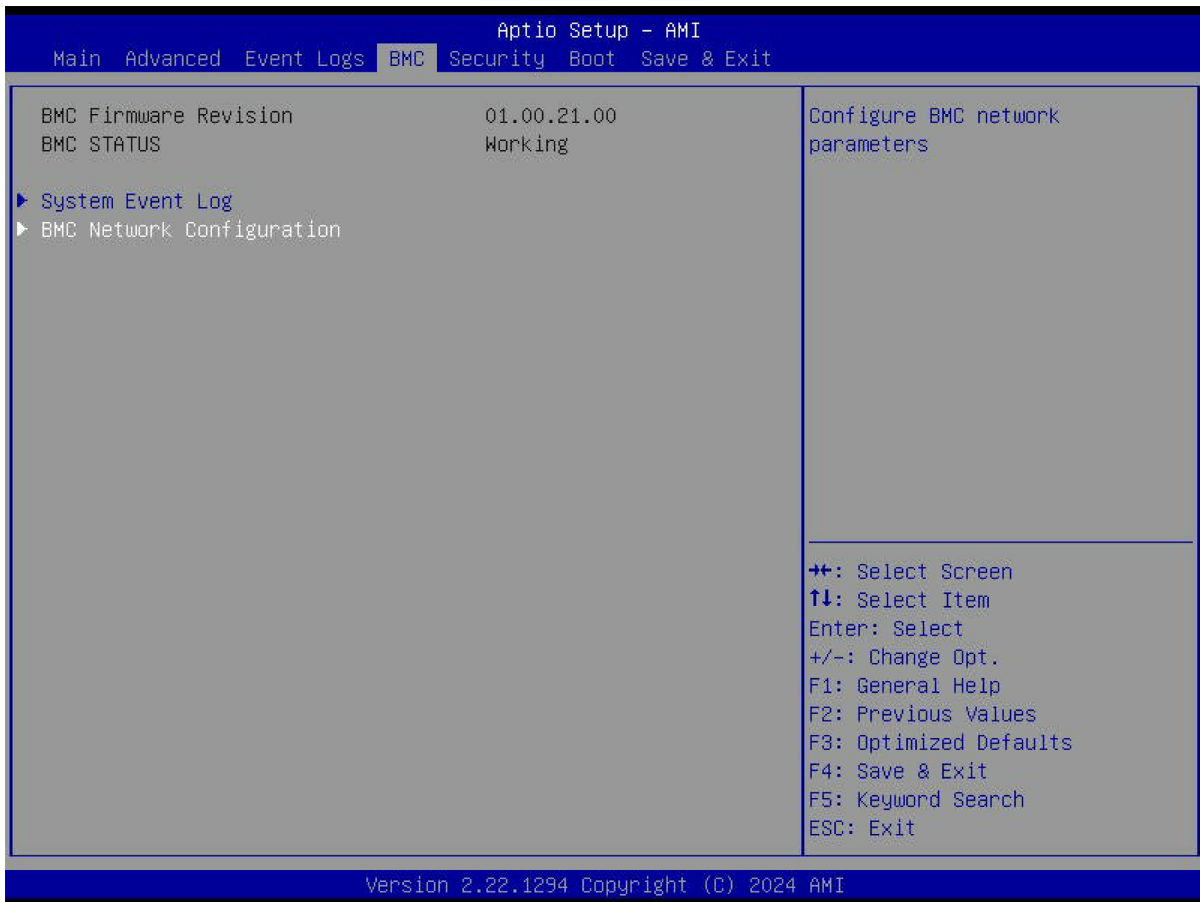 Aptio Setup – AMI
Main Advanced Event Logs BMC Security Boot Save & Exit
BMC Firmware Revision 01.00.21.00
BMC STATUS Working
System Event Log
BMC Network Configuration
Configure BMC network
parameters
→←: Select Screen
↑↓: Select Item
Enter: Select
+/-: Change Opt.
F1: General Help
F2: Previous Values
F3: Optimized Defaults
F4: Save & Exit
F5: Keyword Search
ESC: Exit
Version 2.22.1294 Copyright (C) 2024 AMI